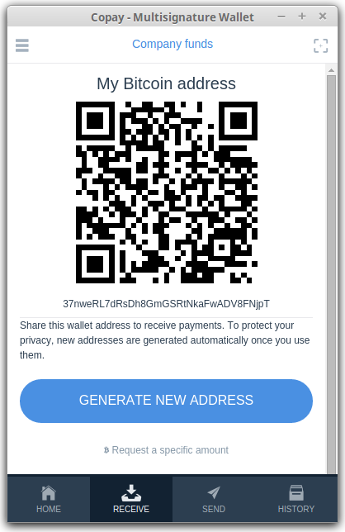 Copay - Multisignature Wallet
Company funds
My Bitcoin address
37nweRL7dRsDh8GmGSRtNkaFwADV8FNjpT
Share this wallet address to receive payments. To protect your
privacy, new addresses are generated automatically once you use
them.
GENERATE NEW ADDRESS
Request a specific amount
HOME
RECEIVE
SEND
HISTORY